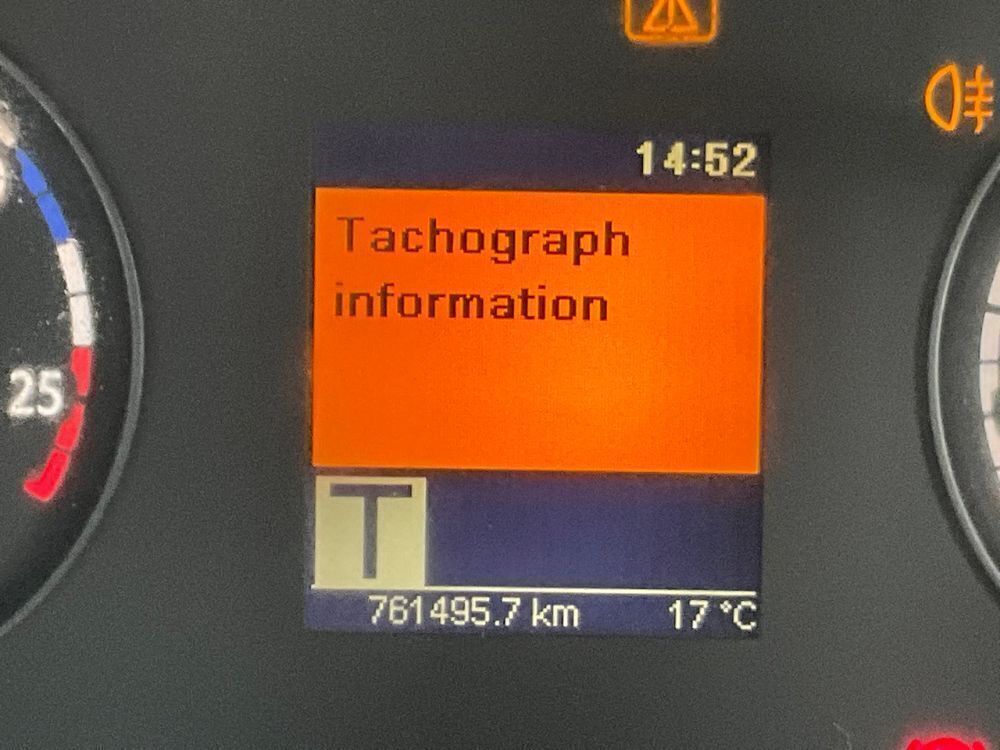 14:52
Tachograph
information
25
T
761495.7 km 17 °C